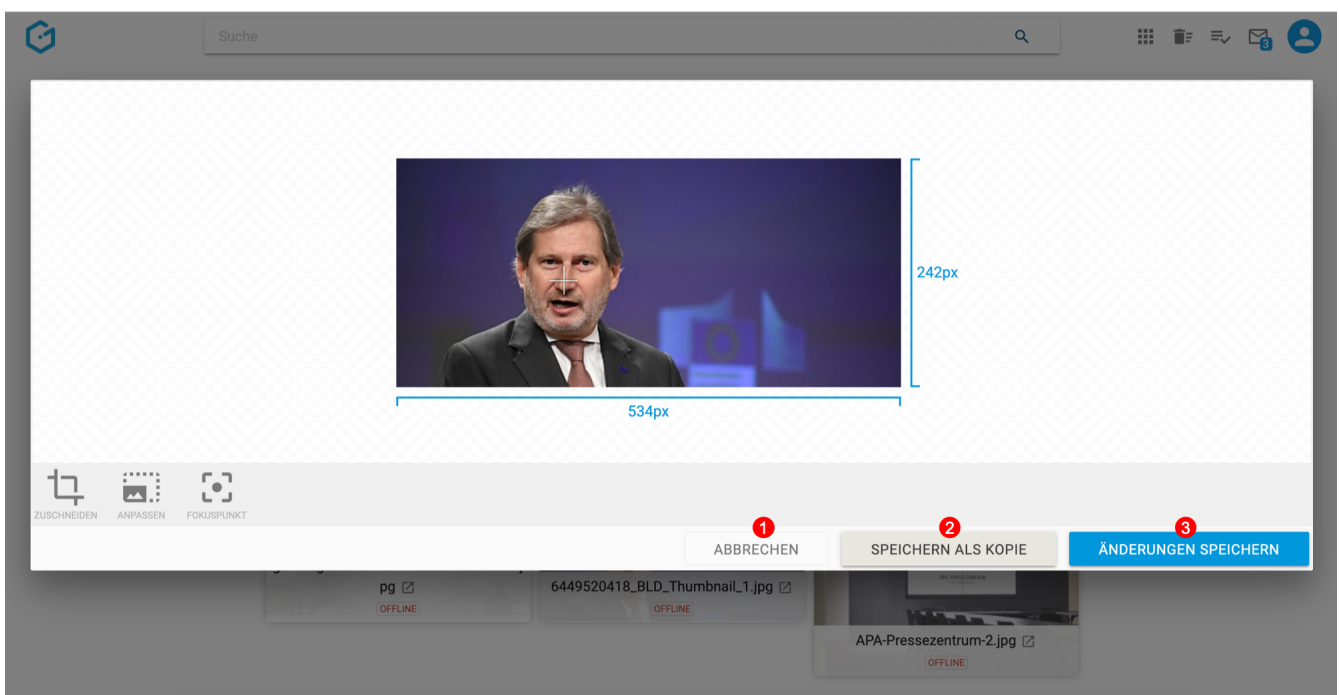 Suche
3
242px
534px
ZUSCHNEIDEN ANPASSEN FOKUSPUNKT
1 2 3
ABBRECHEN SPEICHERN ALS KOPIE ÄNDERUNGEN SPEICHERN
pg 6449520418_BLD_Thumbnail_1.jpg
OFFLINE OFFLINE
APA-Pressezentrum-2.jpg
OFFLINE